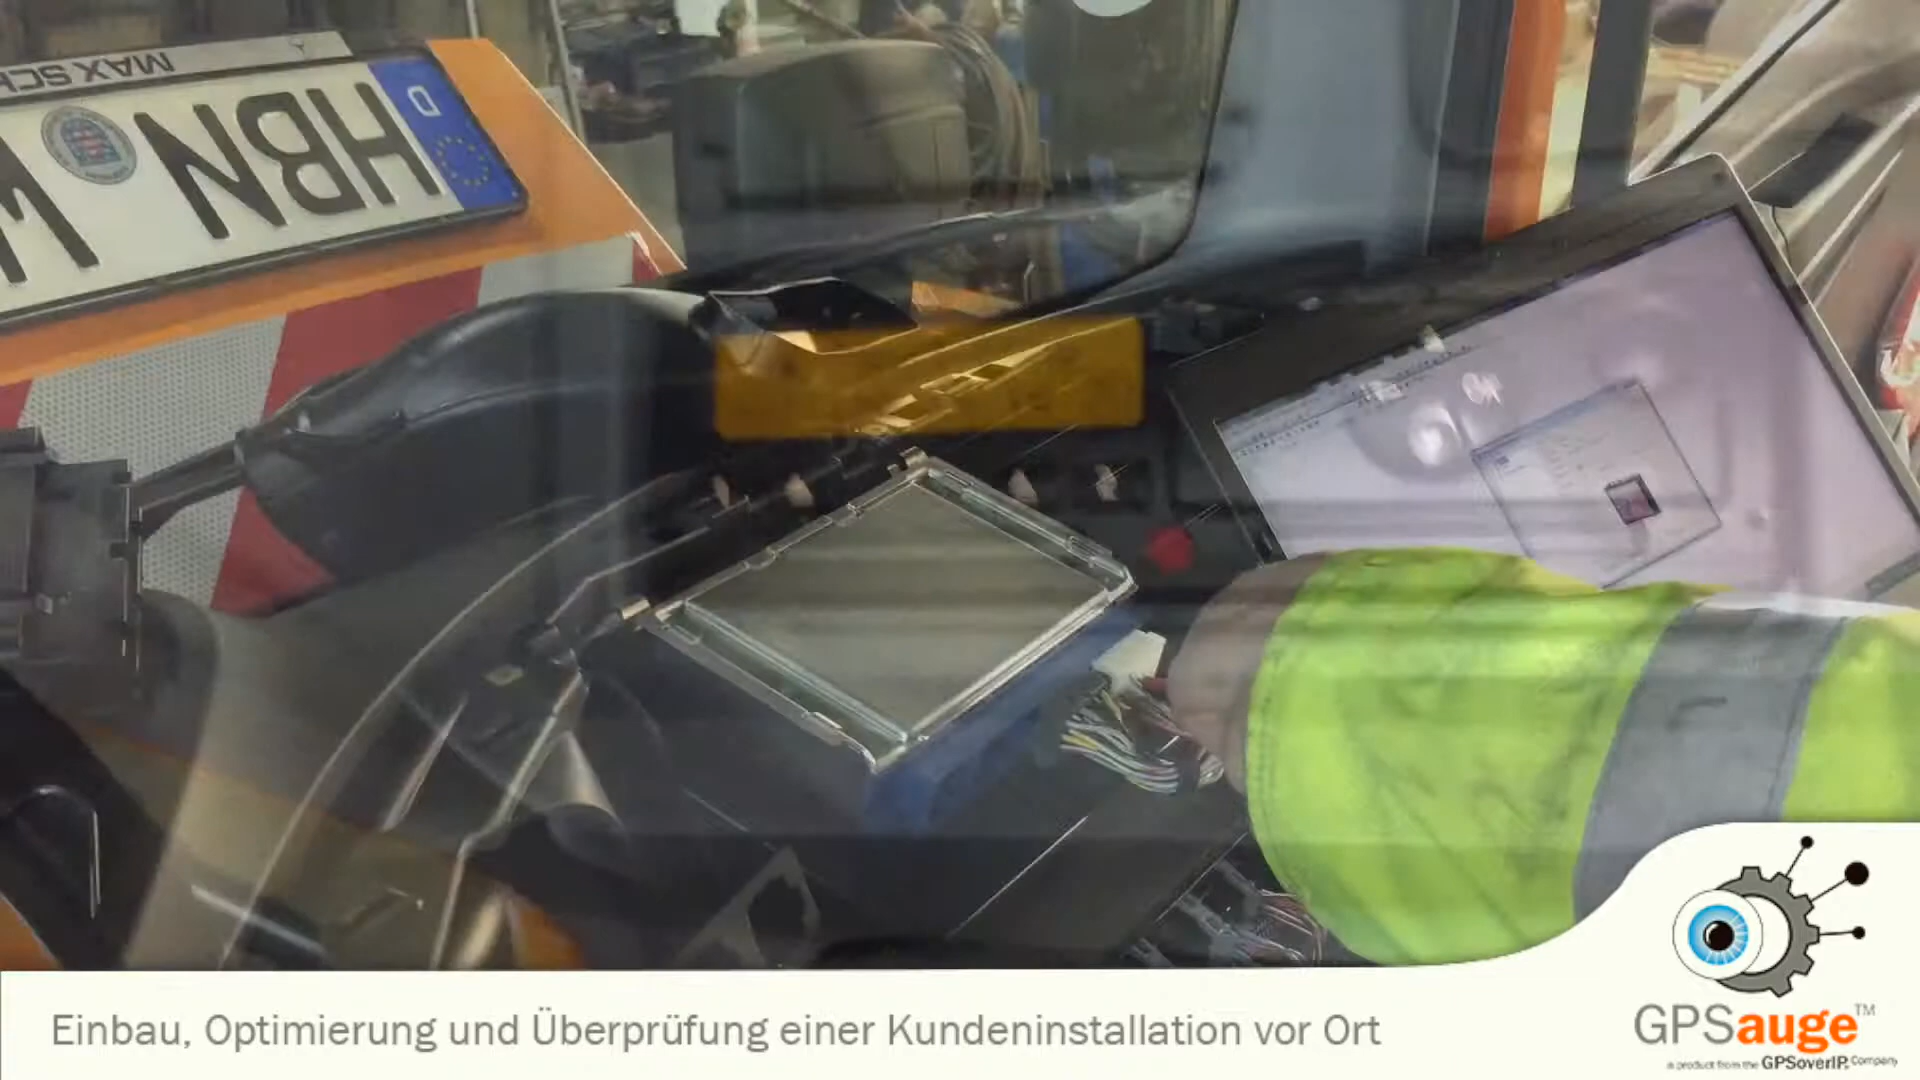 MAX SCH
HBN
D
Einbau, Optimierung und Überprüfung einer Kundeninstallation vor Ort
GPSauge™
a product from the GPSoverIP Company